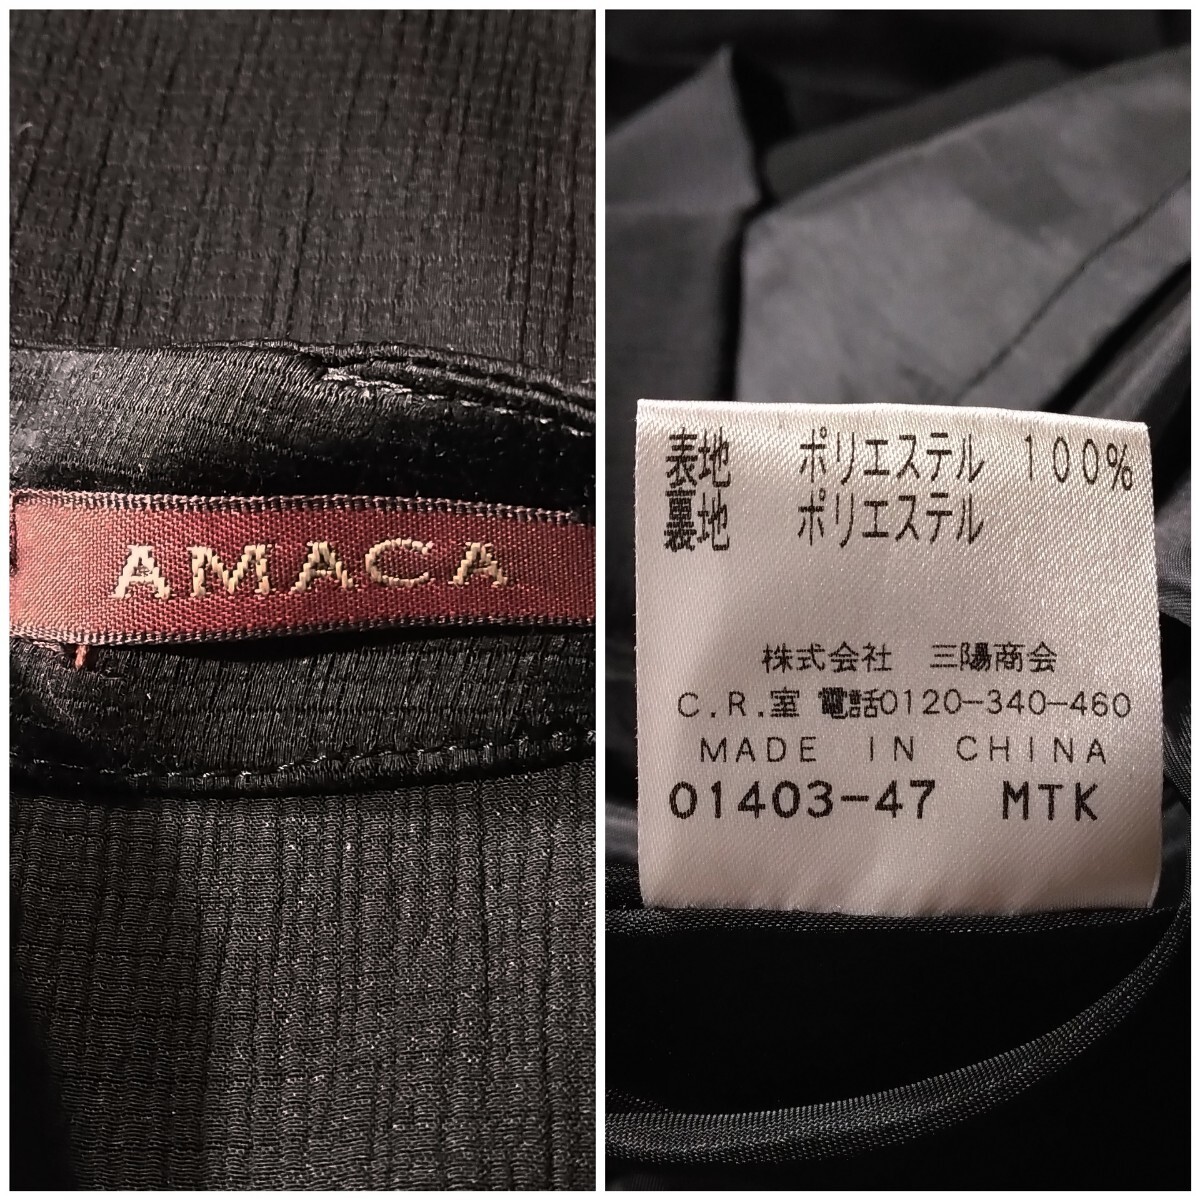 AMACA
表地 ポリエステル 100%
裏地 ポリエステル
株式会社 三陽商会
C.R.室 電話0120-340-460
MADE IN CHINA
01403-47 MTK